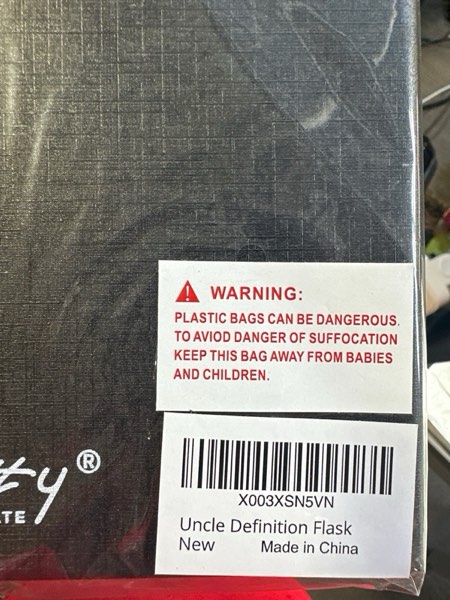 WARNING:
PLASTIC BAGS CAN BE DANGEROUS.
TO AVIOD DANGER OF SUFFOCATION
KEEP THIS BAG AWAY FROM BABIES
AND CHILDREN.
®
X003XSN5VN
Uncle Definition Flask
New Made in China